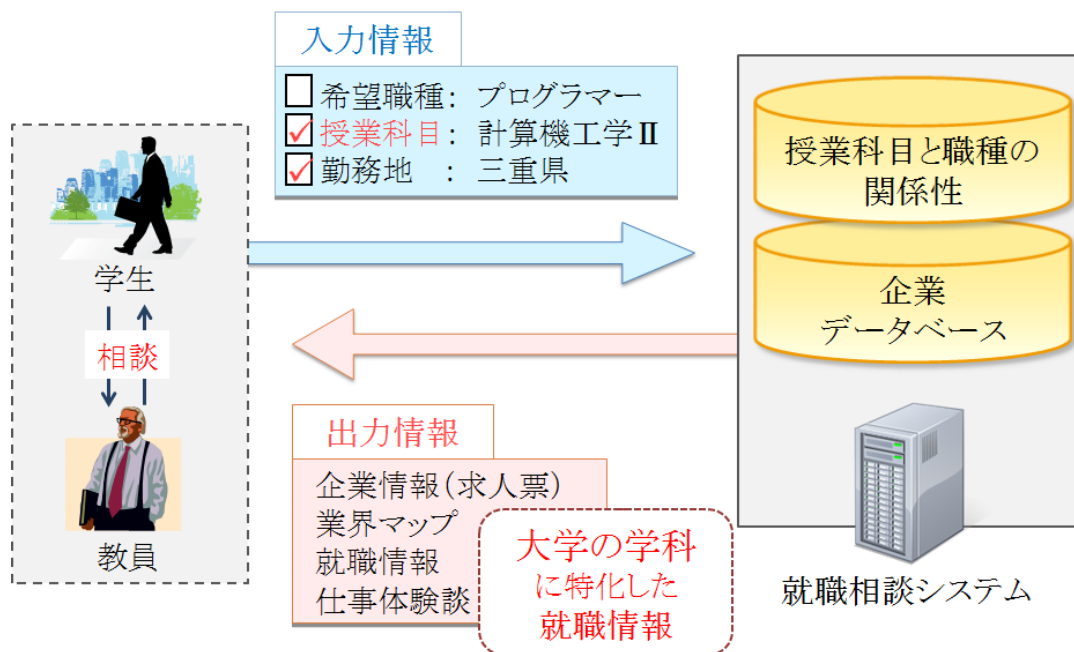 入力情報
希望職種: プログラマー
授業科目: 計算機工学Ⅱ
勤務地 : 三重県
学生
相談
教員
授業科目と職種の
関係性
企業
データベース
就職相談システム
出力情報
企業情報(求人票)
業界マップ
就職情報
仕事体験談
大学の学科
に特化した
就職情報